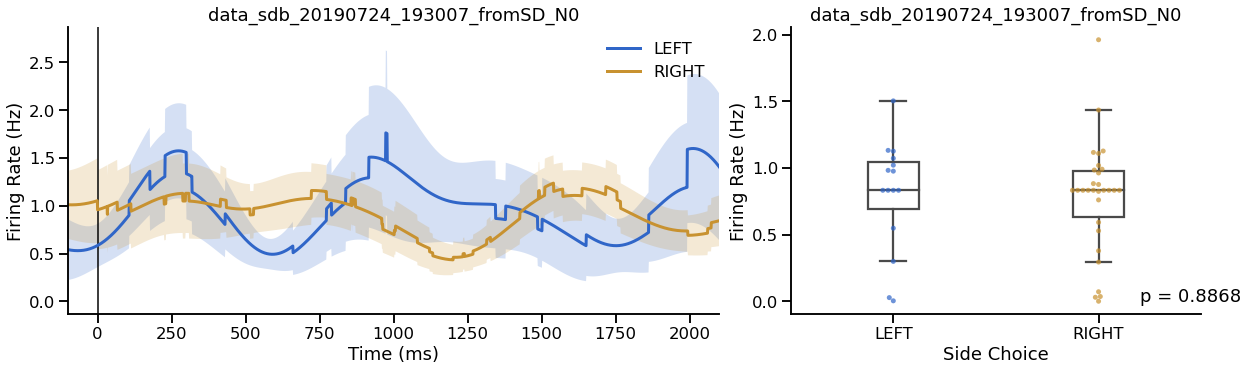 data_sdb_20190724_193007_fromSD_N0
Firing Rate (Hz)
2.5
2.0
1.5
1.0
0.5
0.0
LEFT
RIGHT
0 250 500 750 1000 1250 1500 1750 2000
Time (ms)
data_sdb_20190724_193007_fromSD_N0
Firing Rate (Hz)
2.0
1.5
1.0
0.5
0.0
p = 0.8868
LEFT RIGHT
Side Choice